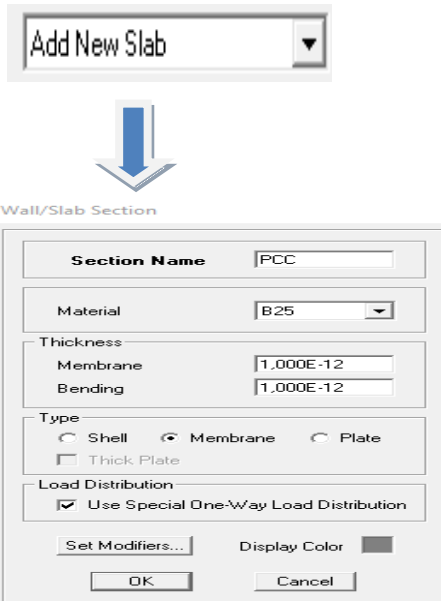 Add New Slab
Wall/Slab Section
Section Name PCC
Material B25
Thickness
Membrane 1,000E-12
Bending 1,000E-12
Type
Shell Membrane Plate
Thick Plate
Load Distribution
Use Special One-Way Load Distribution
Set Modifiers... Display Color
OK Cancel